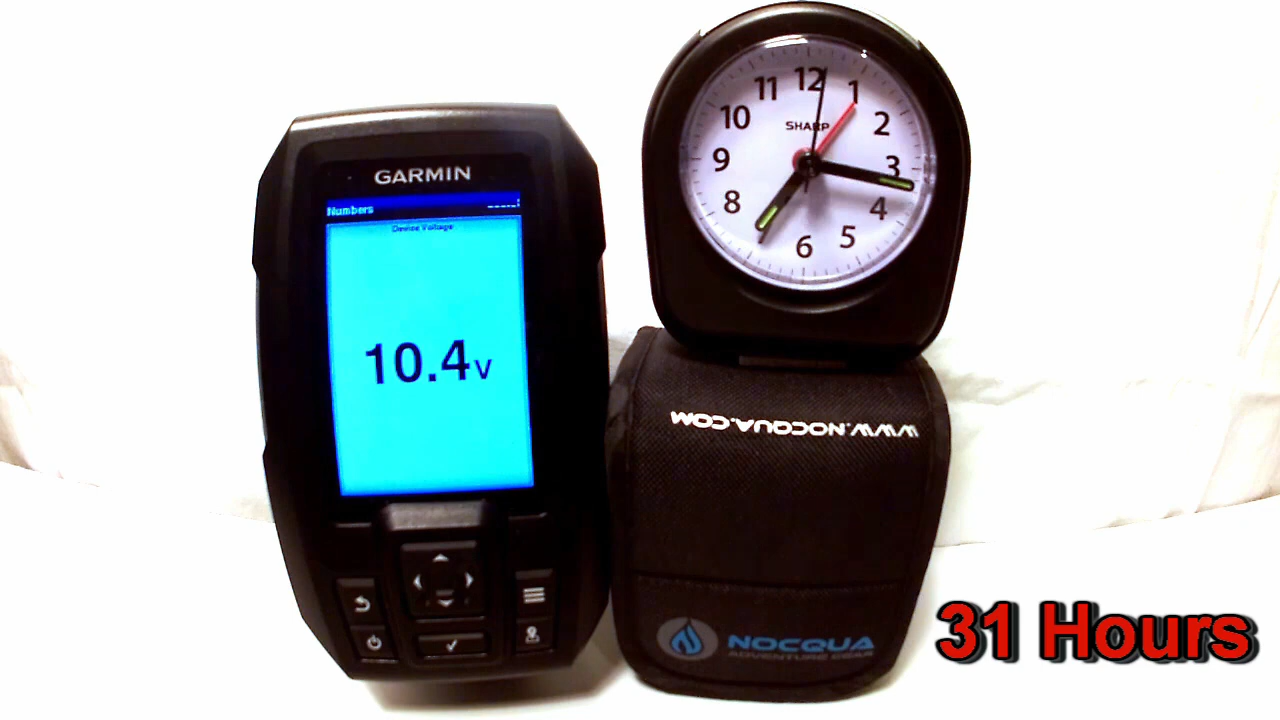 GARMIN
Numbers
Device Voltage
10.4v
12
1
2
3
4
5
6
8
9
10
11
SHARP
WWW.NOCQUA.COM
NOCQUA
ADVENTURE GEAR
31 Hours